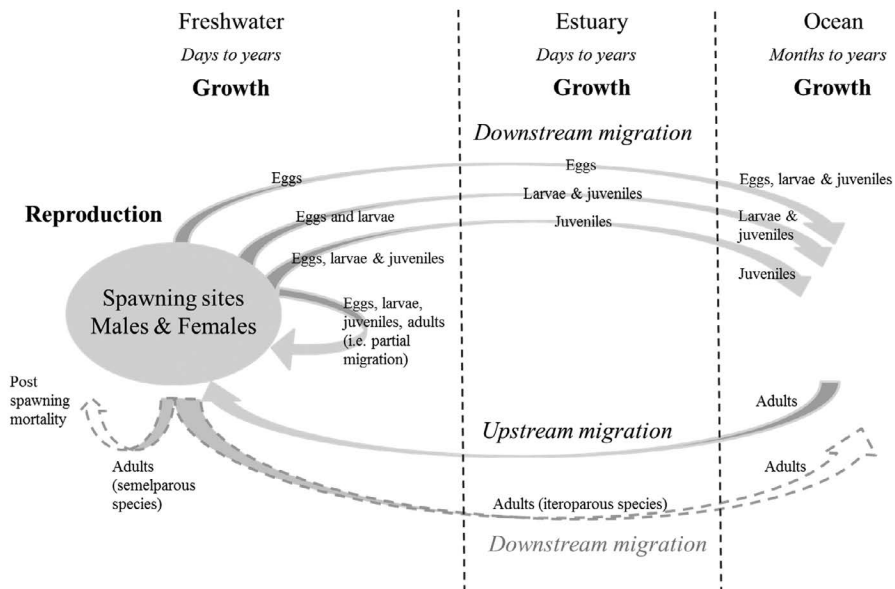 Freshwater
Estuary
Ocean
Days to years
Days to years
Months to years
Growth
Growth
Growth
Downstream migration
Eggs
Eggs
Eggs, larvae & juveniles
Reproduction
Eggs and larvae
Larvae & juveniles
Larvae &
juveniles
Juveniles
Eggs, larvae & juveniles
Juveniles
Spawning sites
Males & Females
Eggs, larvae,
juveniles, adults
(i.e. partial
migration)
Post
spawning
mortality
Adults
Upstream migration
Adults
(semelparous
species)
Adults
Adults (iteroparous species)
Downstream migration